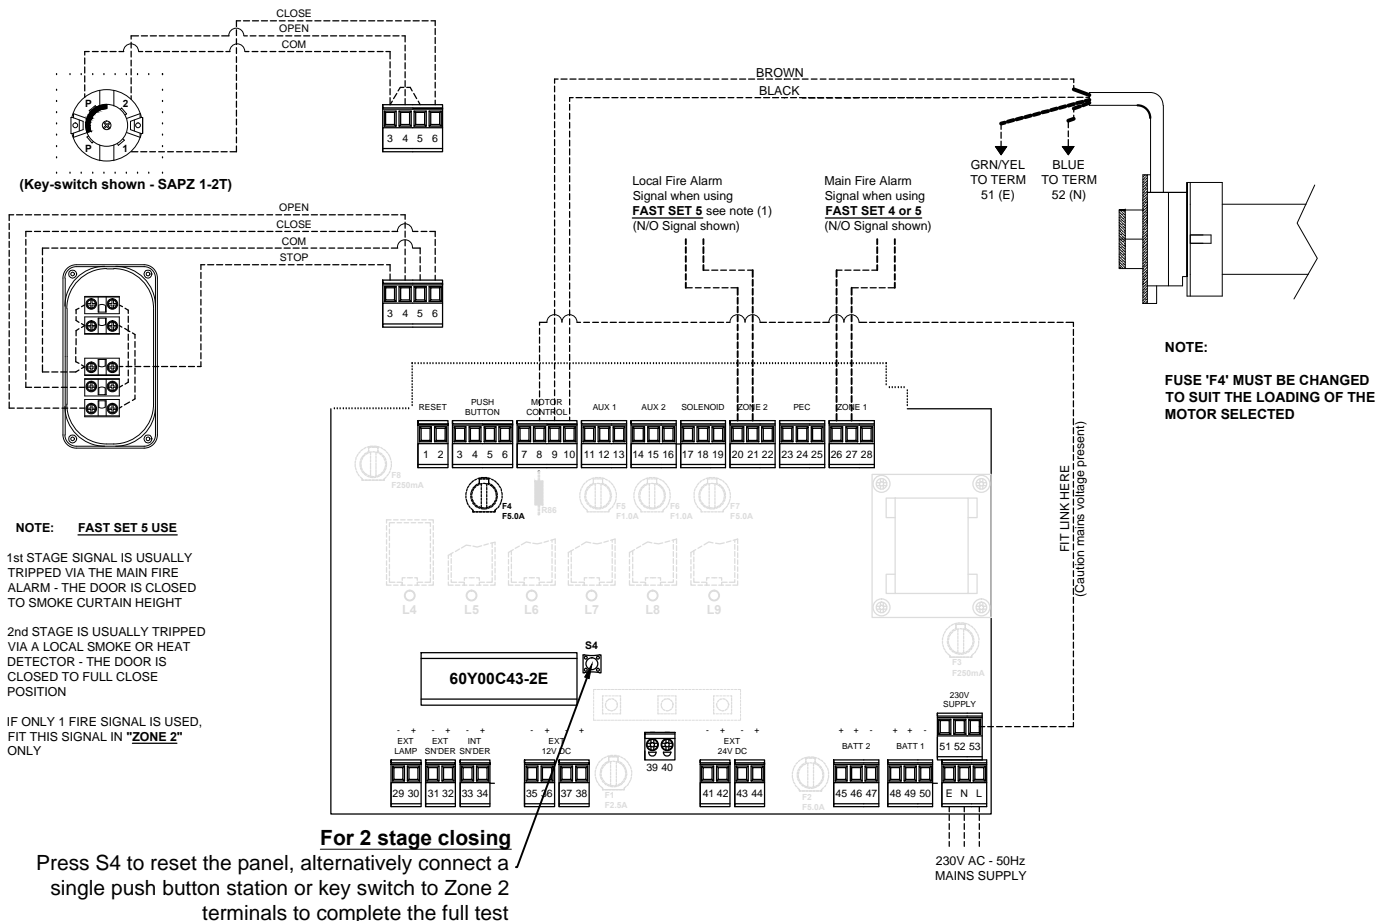 CLOSE
OPEN
COM
P 2
P 1
3 4 5 6
(Key-switch shown - SAPZ 1-2T)
OPEN
CLOSE
COM
STOP
3 4 5 6
BROWN
BLACK
GRN/YEL
TO TERM
51 (E)
BLUE
TO TERM
52 (N)
Local Fire Alarm
Signal when using
FAST SET 5 see note (1)
(N/O Signal shown)
Main Fire Alarm
Signal when using
FAST SET 4 or 5
(N/O Signal shown)
NOTE:
FUSE 'F4' MUST BE CHANGED
TO SUIT THE LOADING OF THE
MOTOR SELECTED
RESET
PUSH
BUTTON
MOTOR
CONTROL
AUX 1
AUX 2
SOLENOID
ZONE 2
PEC
ZONE 1
1 2
3 4 5 6
7 8 9 10
11 12 13
14 15 16
17 18 19
20 21 22
23 24 25
26 27 28
F8
F250mA
F4
F5.0A
R86
F5
F1.0A
F6
F1.0A
F7
F5.0A
FIT LINK HERE
(Caution mains voltage present)
L4
L5
L6
L7
L8
L9
NOTE: FAST SET 5 USE
1st STAGE SIGNAL IS USUALLY
TRIPPED VIA THE MAIN FIRE
ALARM - THE DOOR IS CLOSED
TO SMOKE CURTAIN HEIGHT
2nd STAGE IS USUALLY TRIPPED
VIA A LOCAL SMOKE OR HEAT
DETECTOR - THE DOOR IS
CLOSED TO FULL CLOSE
POSITION
IF ONLY 1 FIRE SIGNAL IS USED,
FIT THIS SIGNAL IN "ZONE 2"
ONLY
S4
60Y00C43-2E
F3
F250mA
230V
SUPPLY
51 52 53
- +
EXT
LAMP
- +
EXT
SN'DER
- +
INT
SN'DER
- + +
EXT
12V DC
39 40
- + - +
EXT
24V DC
+ + -
BATT 2
+ + -
BATT 1
29 30
31 32
33 34
35 36
37 38
F1
F2.5A
41 42
43 44
F2
F5.0A
45 46 47
48 49 50
E N L
230V AC - 50Hz
MAINS SUPPLY
For 2 stage closing
Press S4 to reset the panel, alternatively connect a
single push button station or key switch to Zone 2
terminals to complete the full test